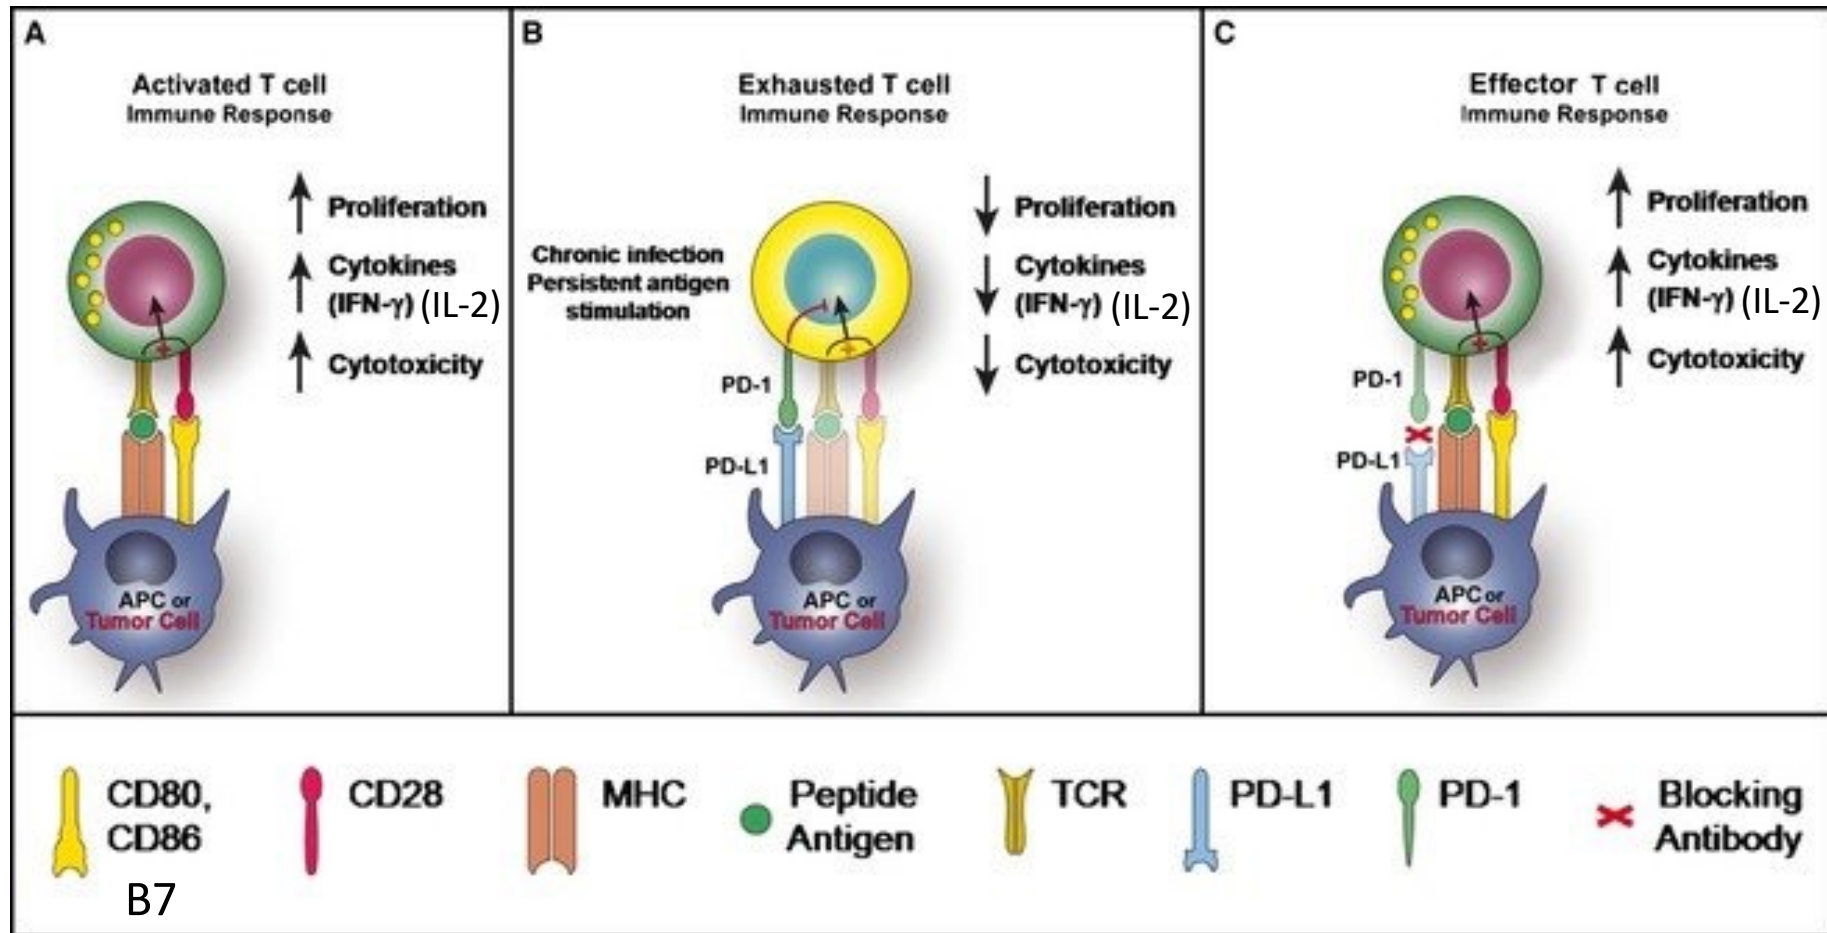 A
Activated T cell
Immune Response
Proliferation
Cytokines
(IFN-γ) (IL-2)
Cytotoxicity
APC or
Tumor Cell
B
Exhausted T cell
Immune Response
Chronic infection
Persistent antigen
stimulation
Proliferation
Cytokines
(IFN-γ) (IL-2)
Cytotoxicity
PD-1
PD-L1
APC or
Tumor Cell
C
Effector T cell
Immune Response
Proliferation
Cytokines
(IFN-γ) (IL-2)
Cytotoxicity
PD-1
PD-L1
APC or
Tumor Cell
CD80,
CD86
B7
CD28
MHC
Peptide
Antigen
TCR
PD-L1
PD-1
Blocking
Antibody